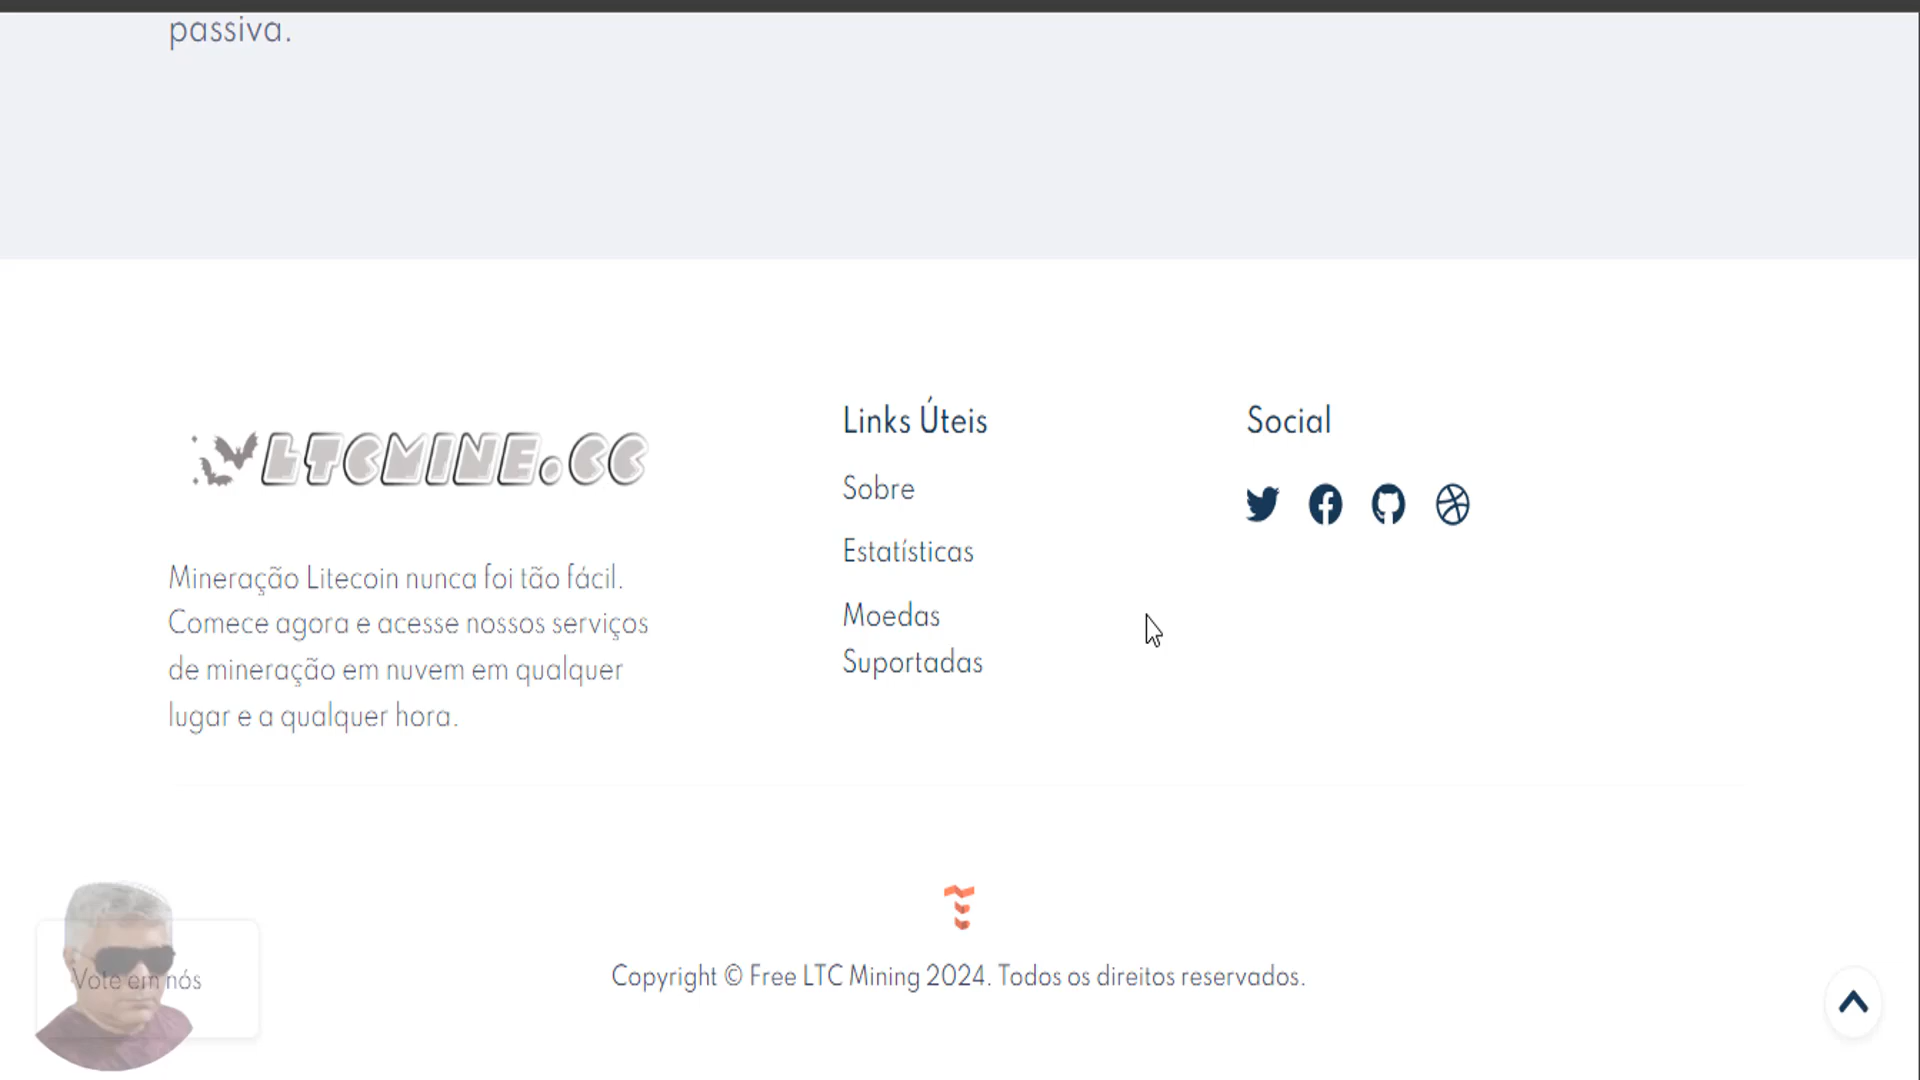 passiva.
LTCMINE.CC
Mineração Litecoin nunca foi tão fácil.
Comece agora e acesse nossos serviços
de mineração em nuvem em qualquer
lugar e a qualquer hora.
Links Úteis
Sobre
Estatísticas
Moedas
Suportadas
Social
Vote em nós
Copyright © Free LTC Mining 2024. Todos os direitos reservados.